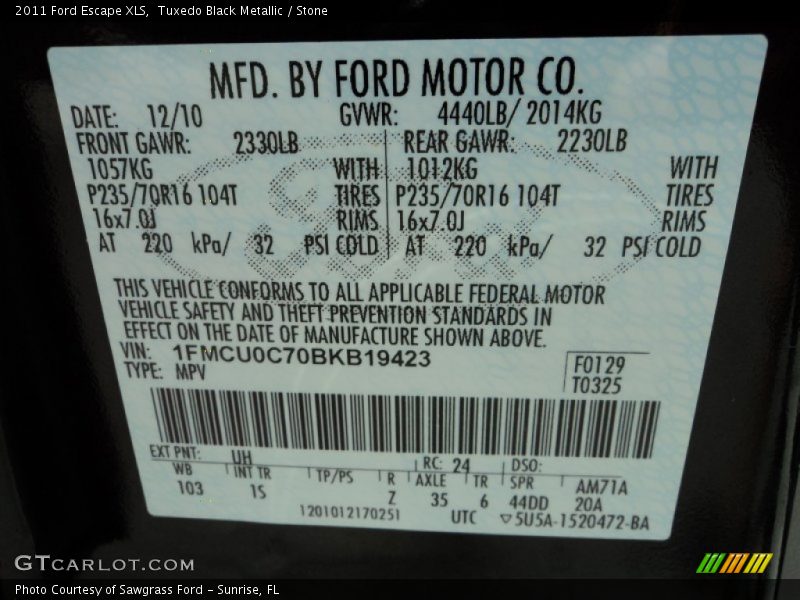 2011 Ford Escape XLS, Tuxedo Black Metallic / Stone
MFD. BY FORD MOTOR CO.
DATE: 12/10 GVWR: 4440LB/ 2014KG
FRONT GAWR: 2330LB REAR GAWR: 2230LB
1057KG WITH 1012KG WITH
P235/70R16 104T TIRES P235/70R16 104T TIRES
16x7.0J RIMS 16x7.0J RIMS
AT 220 kPa/ 32 PSI COLD AT 220 kPa/ 32 PSI COLD
THIS VEHICLE CONFORMS TO ALL APPLICABLE FEDERAL MOTOR
VEHICLE SAFETY AND THEFT PREVENTION STANDARDS IN
EFFECT ON THE DATE OF MANUFACTURE SHOWN ABOVE.
VIN: 1FMCU0C70BKB19423
TYPE: MPV
F0129
T0325
EXT PNT: UH RC: 24 DSO:
WB INT TR TP/PS R AXLE TR SPR AM71A
103 1S Z 35 6 44DD 20A
1201012170251 UTC ▽5U5A-1520472-BA
Ford
GTCARLOT.COM
Photo Courtesy of Sawgrass Ford - Sunrise, FL